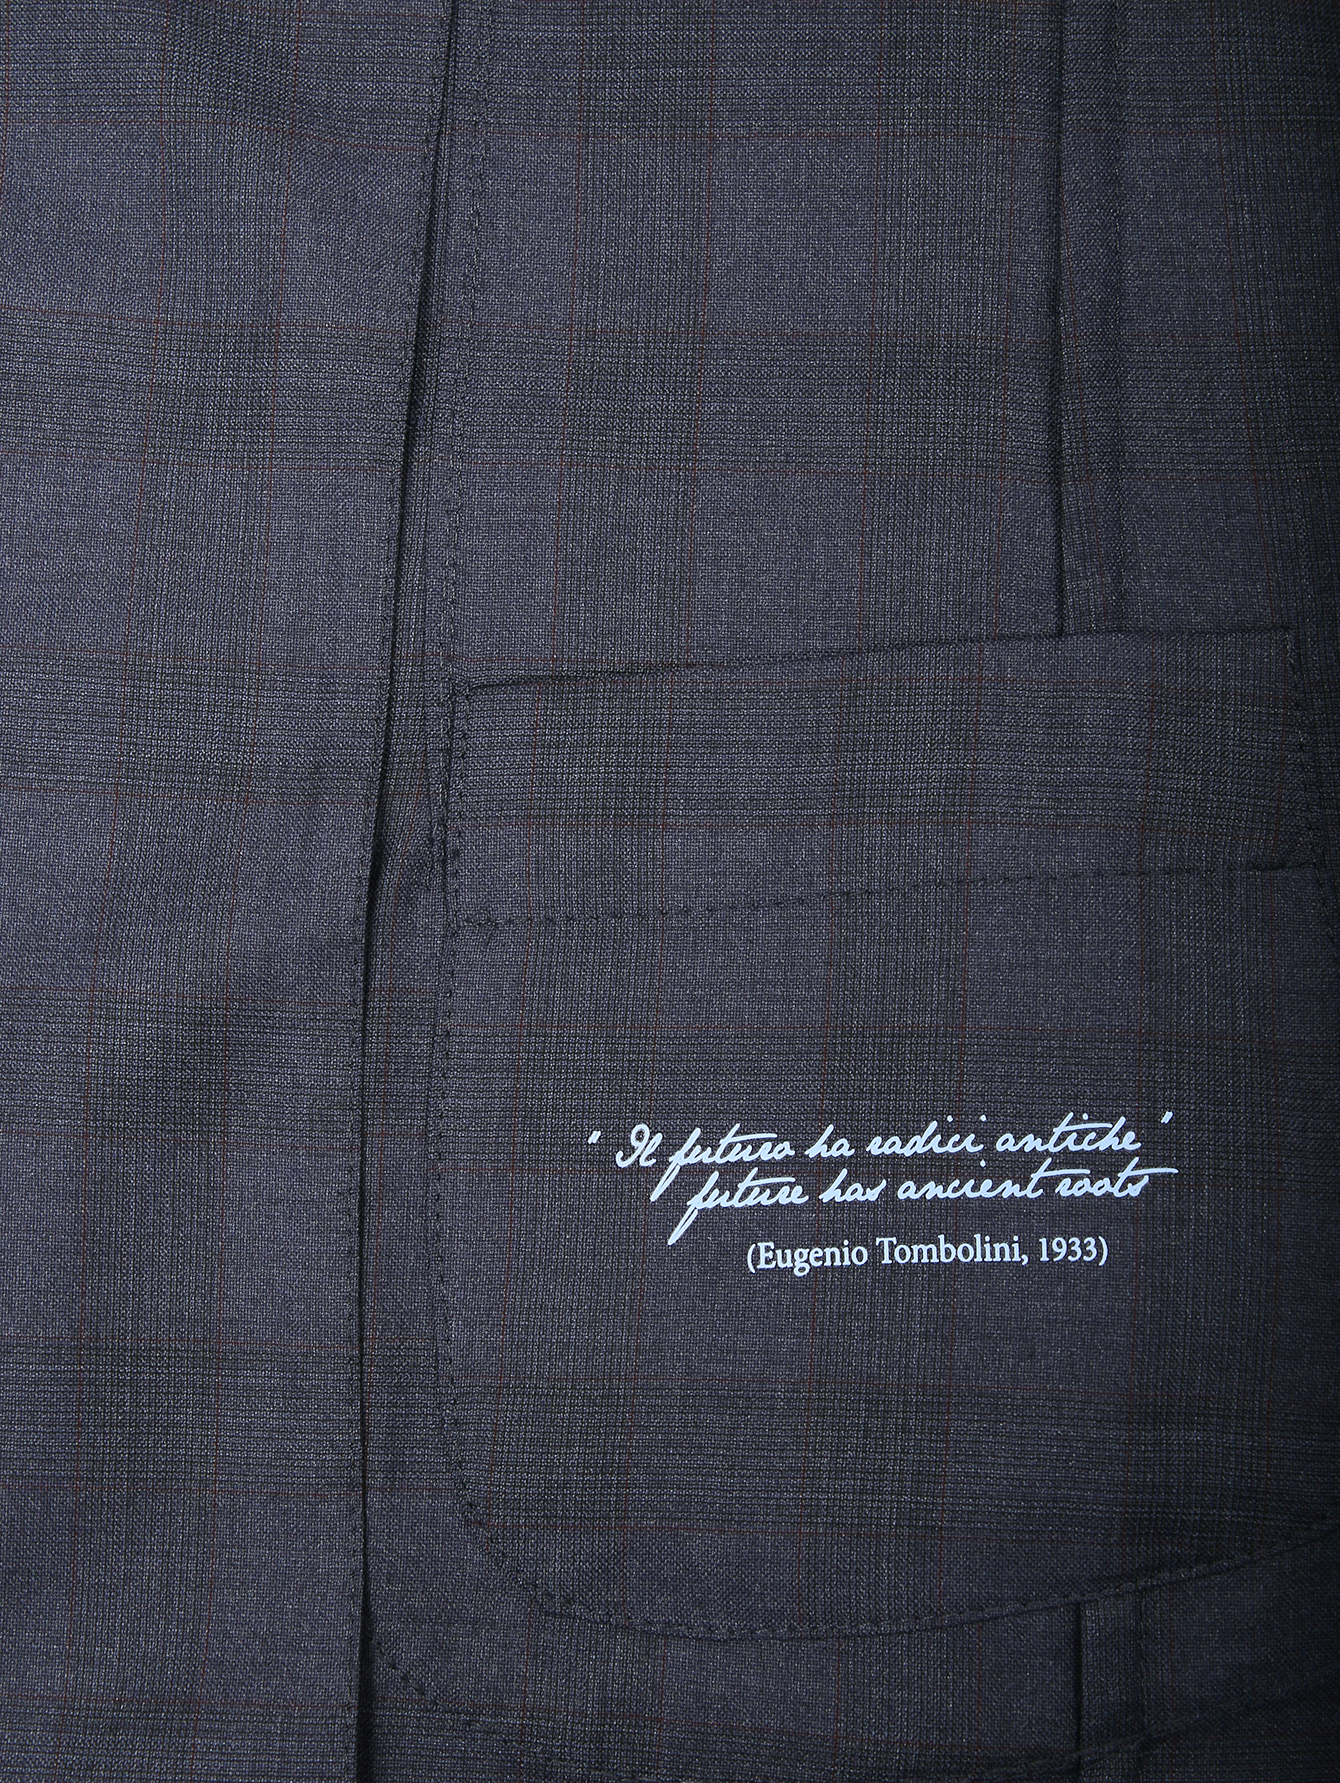 "Il futuro ha radici antiche"
future has ancient roots
(Eugenio Tombolini, 1933)